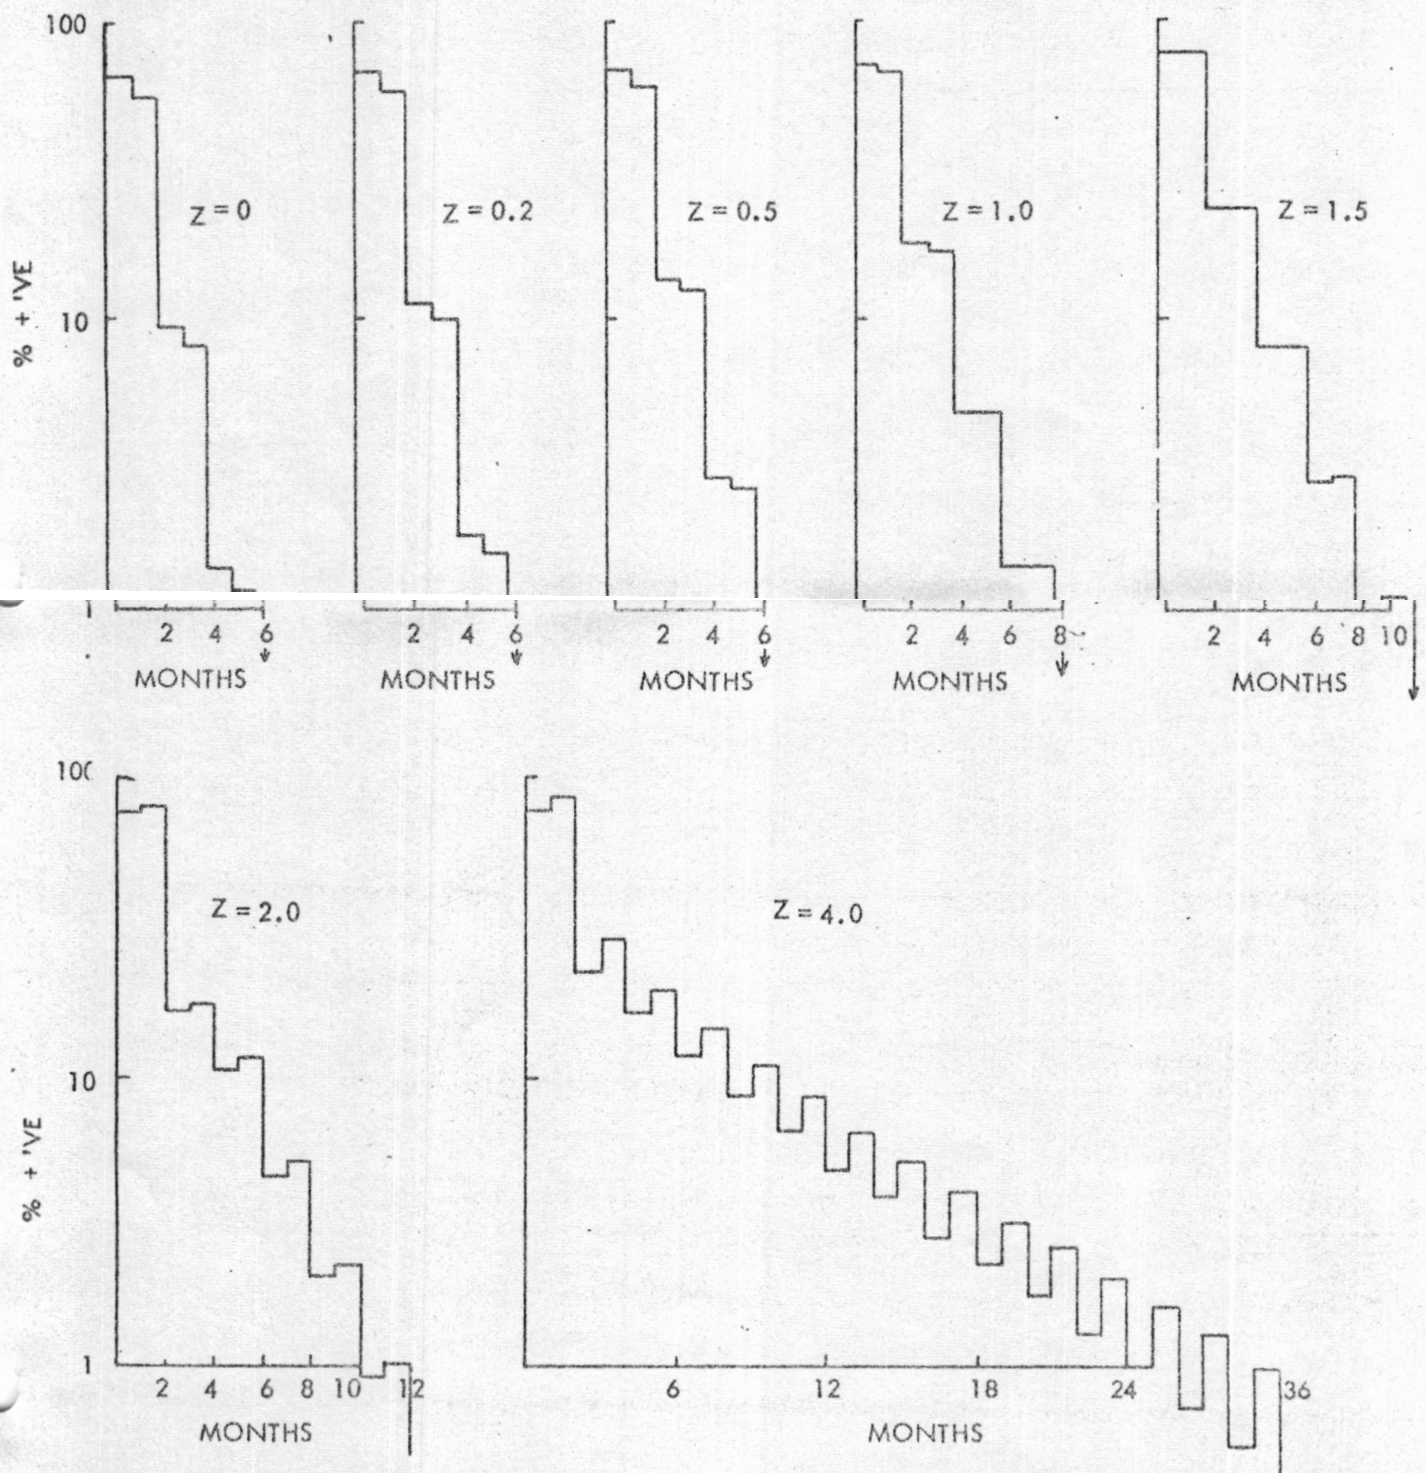 100
Z = 0
Z = 0.2
Z = 0.5
Z = 1.0
Z = 1.5
% + 'VE
10
1
2 4 6
2 4 6
2 4 6
2 4 6 8
2 4 6 8 10
MONTHS
MONTHS
MONTHS
MONTHS
MONTHS
100
Z = 2.0
Z = 4.0
10
% + 'VE
1
2 4 6 8 10 12
6 12 18 24 36
MONTHS
MONTHS